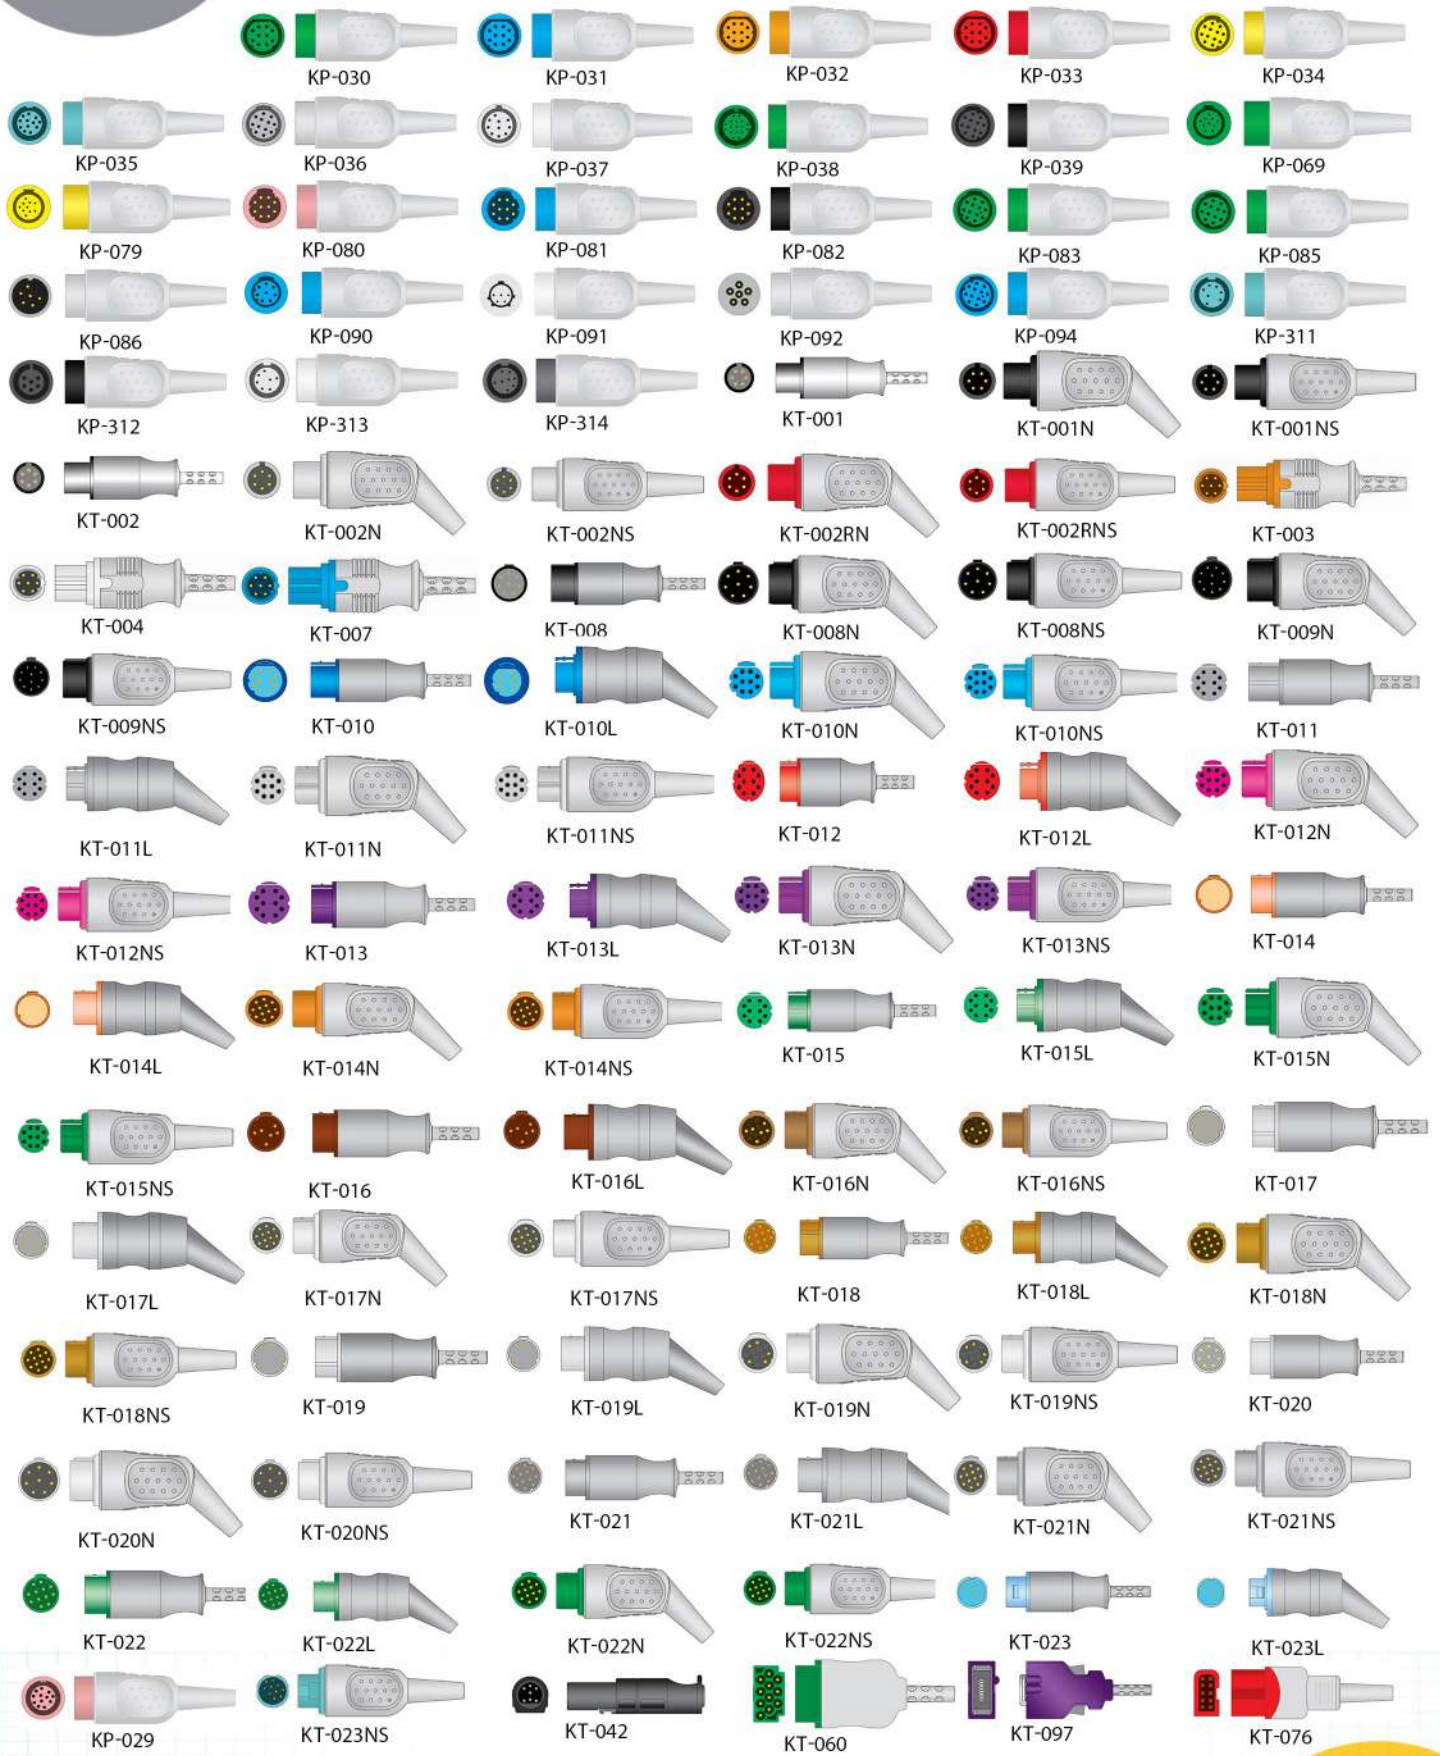 KP-030 KP-031 KP-032 KP-033 KP-034
KP-035 KP-036 KP-037 KP-038 KP-039 KP-069
KP-079 KP-080 KP-081 KP-082 KP-083 KP-085
KP-086 KP-090 KP-091 KP-092 KP-094 KP-311
KP-312 KP-313 KP-314 KT-001 KT-001N KT-001NS
KT-002 KT-002N KT-002NS KT-002RN KT-002RNS KT-003
KT-004 KT-007 KT-008 KT-008N KT-008NS KT-009N
KT-009NS KT-010 KT-010L KT-010N KT-010NS KT-011
KT-011L KT-011N KT-011NS KT-012 KT-012L KT-012N
KT-012NS KT-013 KT-013L KT-013N KT-013NS KT-014
KT-014L KT-014N KT-014NS KT-015 KT-015L KT-015N
KT-015NS KT-016 KT-016L KT-016N KT-016NS KT-017
KT-017L KT-017N KT-017NS KT-018 KT-018L KT-018N
KT-018NS KT-019 KT-019L KT-019N KT-019NS KT-020
KT-020N KT-020NS KT-021 KT-021L KT-021N KT-021NS
KT-022 KT-022L KT-022N KT-022NS KT-023 KT-023L
KP-029 KT-023NS KT-042 KT-060 KT-097 KT-076